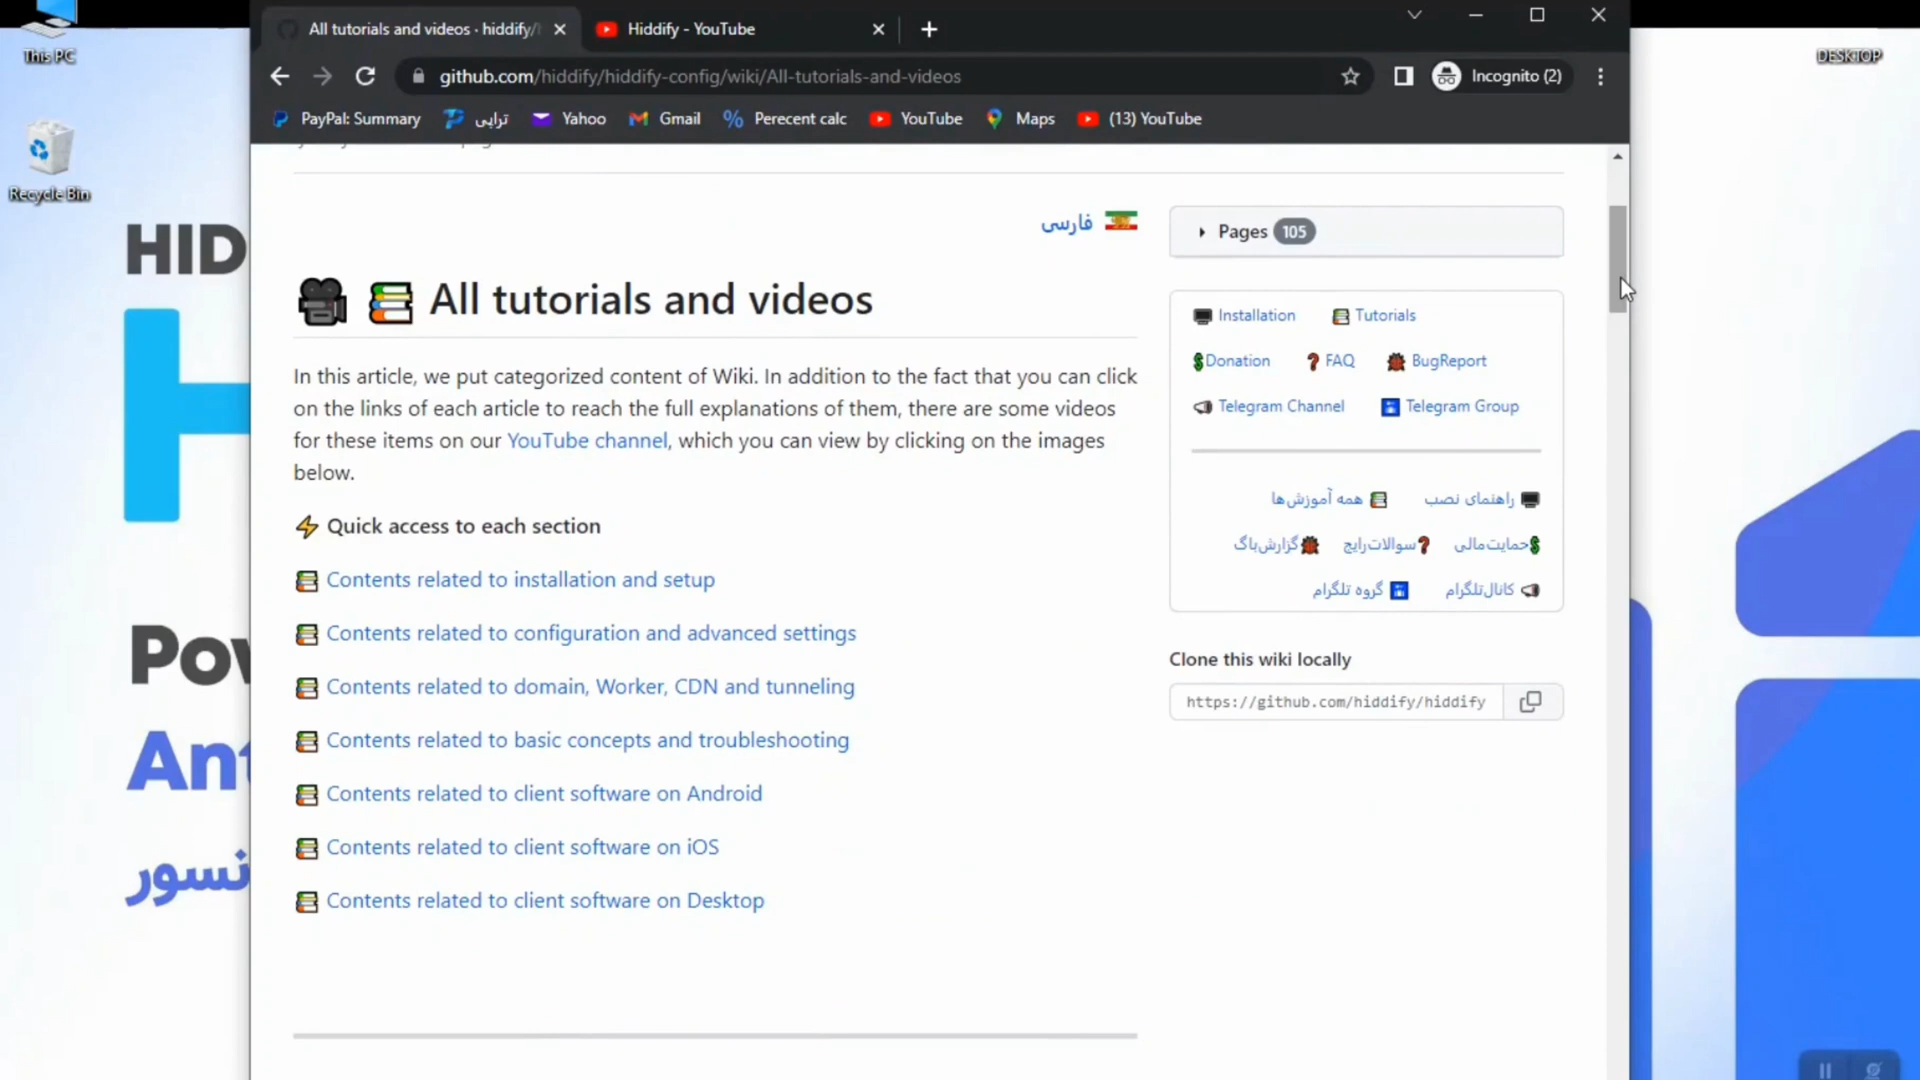 This PC
Recycle Bin
DESKTOP
All tutorials and videos · hiddify/
Hiddify - YouTube
github.com/hiddify/hiddify-config/wiki/All-tutorials-and-videos
Incognito (2)
PayPal: Summary
تراپی
Yahoo
Gmail
Perecent calc
YouTube
Maps
(13) YouTube
فارسی
Pages 105
All tutorials and videos
In this article, we put categorized content of Wiki. In addition to the fact that you can click
on the links of each article to reach the full explanations of them, there are some videos
for these items on our YouTube channel, which you can view by clicking on the images
below.
Quick access to each section
Contents related to installation and setup
Contents related to configuration and advanced settings
Contents related to domain, Worker, CDN and tunneling
Contents related to basic concepts and troubleshooting
Contents related to client software on Android
Contents related to client software on iOS
Contents related to client software on Desktop
Installation Tutorials
Donation FAQ BugReport
Telegram Channel Telegram Group
راهنمای نصب همه آموزش‌ها
حمایت‌مالی سوالات‌رایج گزارش‌باگ
کانال‌تلگرام گروه تلگرام
Clone this wiki locally
https://github.com/hiddify/hiddify
HID
Pow
Ant
نسور